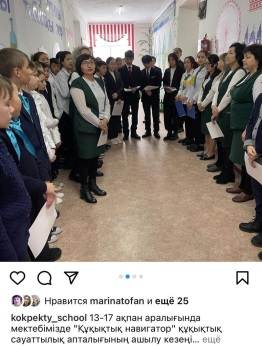 Нравится marinatofan и ещё 25
kokpekty_school 13-17 ақпан аралығында
мектебімізде "Құқықтық навигатор" құқықтық
сауаттылық апталығының ашылу кезеңі... ещё